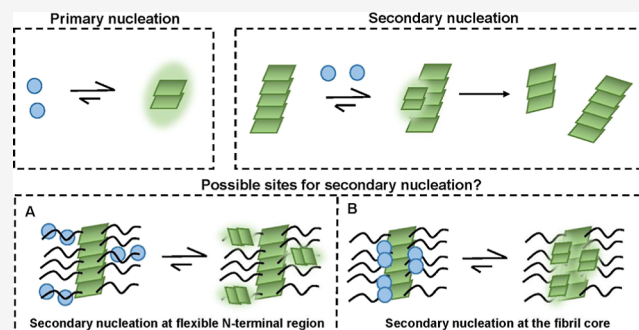 Primary nucleation
Secondary nucleation
Possible sites for secondary nucleation?
A
Secondary nucleation at flexible N-terminal region
B
Secondary nucleation at the fibril core